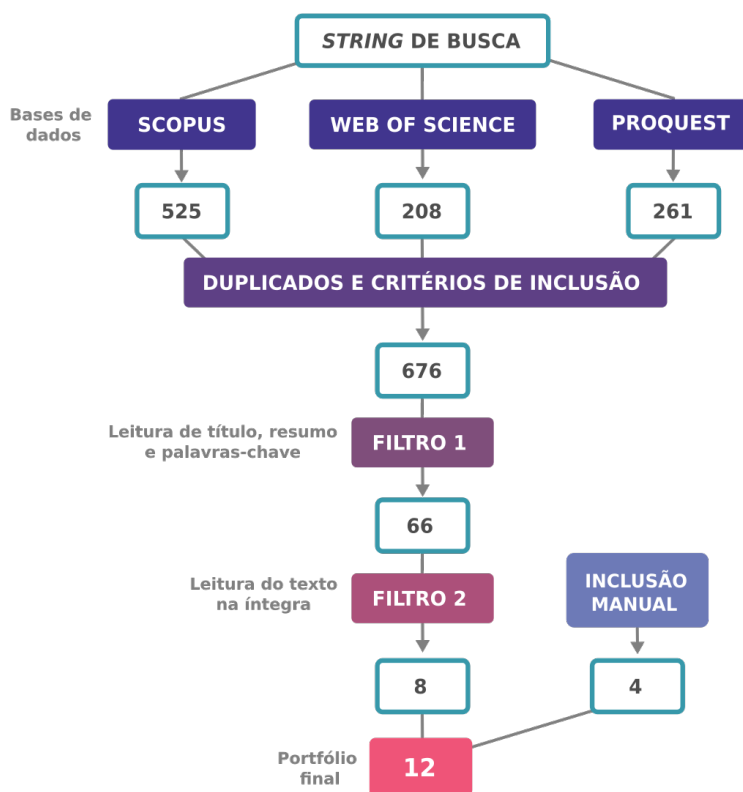 STRING DE BUSCA
Bases de
dados
SCOPUS
WEB OF SCIENCE
PROQUEST
525
208
261
DUPLICADOS E CRITÉRIOS DE INCLUSÃO
676
Leitura de título, resumo
e palavras-chave
FILTRO 1
66
Leitura do texto
na íntegra
FILTRO 2
INCLUSÃO
MANUAL
8
4
Portfólio
final
12